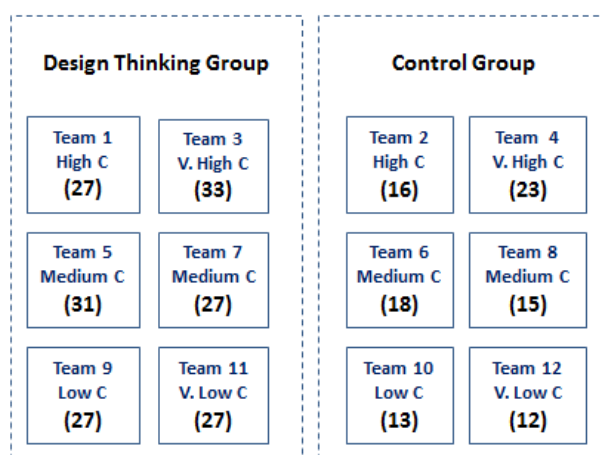 Design Thinking Group
Team 1
High C
(27)
Team 3
V. High C
(33)
Team 5
Medium C
(31)
Team 7
Medium C
(27)
Team 9
Low C
(27)
Team 11
V. Low C
(27)
Control Group
Team 2
High C
(16)
Team 4
V. High C
(23)
Team 6
Medium C
(18)
Team 8
Medium C
(15)
Team 10
Low C
(13)
Team 12
V. Low C
(12)